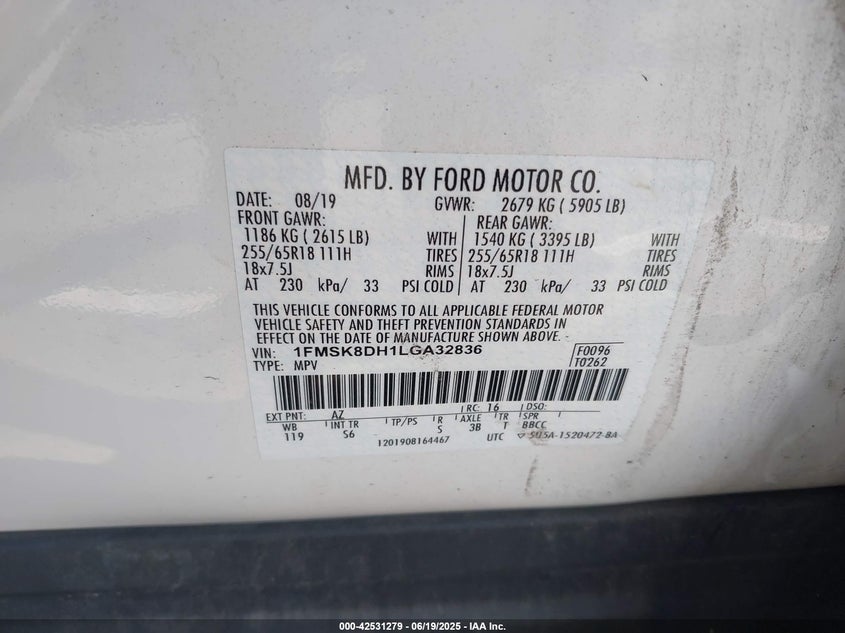 MFD. BY FORD MOTOR CO.
DATE: 08/19 GVWR: 2679 KG ( 5905 LB)
FRONT GAWR: REAR GAWR:
1186 KG ( 2615 LB) WITH 1540 KG ( 3395 LB) WITH
255/65R18 111H TIRES 255/65R18 111H TIRES
18x7.5J RIMS 18x7.5J RIMS
AT 230 kPa/ 33 PSI COLD AT 230 kPa/ 33 PSI COLD
THIS VEHICLE CONFORMS TO ALL APPLICABLE FEDERAL MOTOR
VEHICLE SAFETY AND THEFT PREVENTION STANDARDS IN
EFFECT ON THE DATE OF MANUFACTURE SHOWN ABOVE.
VIN: 1FMSK8DH1LGA32836 F0096
TYPE: MPV T0262
EXT PNT: AZ RC: 16 DSO:
WB INT TR TP/PS R AXLE TR SPR
119 S6 S 3B T BBCC
1201908164467 UTC
000-42531279 - 06/19/2025 - IAA Inc.